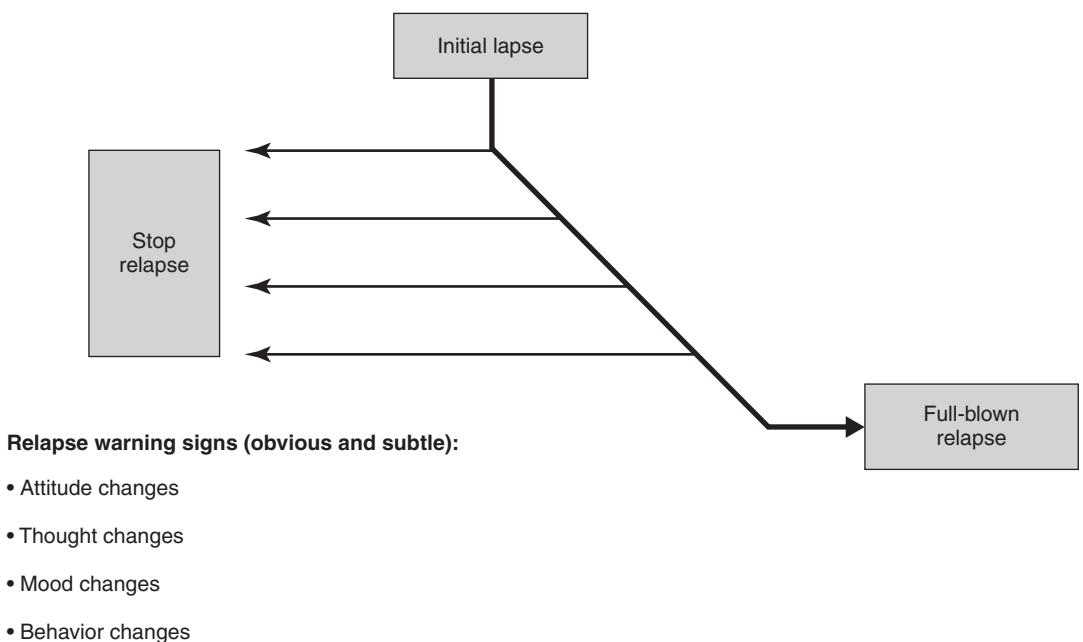 Initial lapse
Stop
relapse
Full-blown
relapse
Relapse warning signs (obvious and subtle):
• Attitude changes
• Thought changes
• Mood changes
• Behavior changes